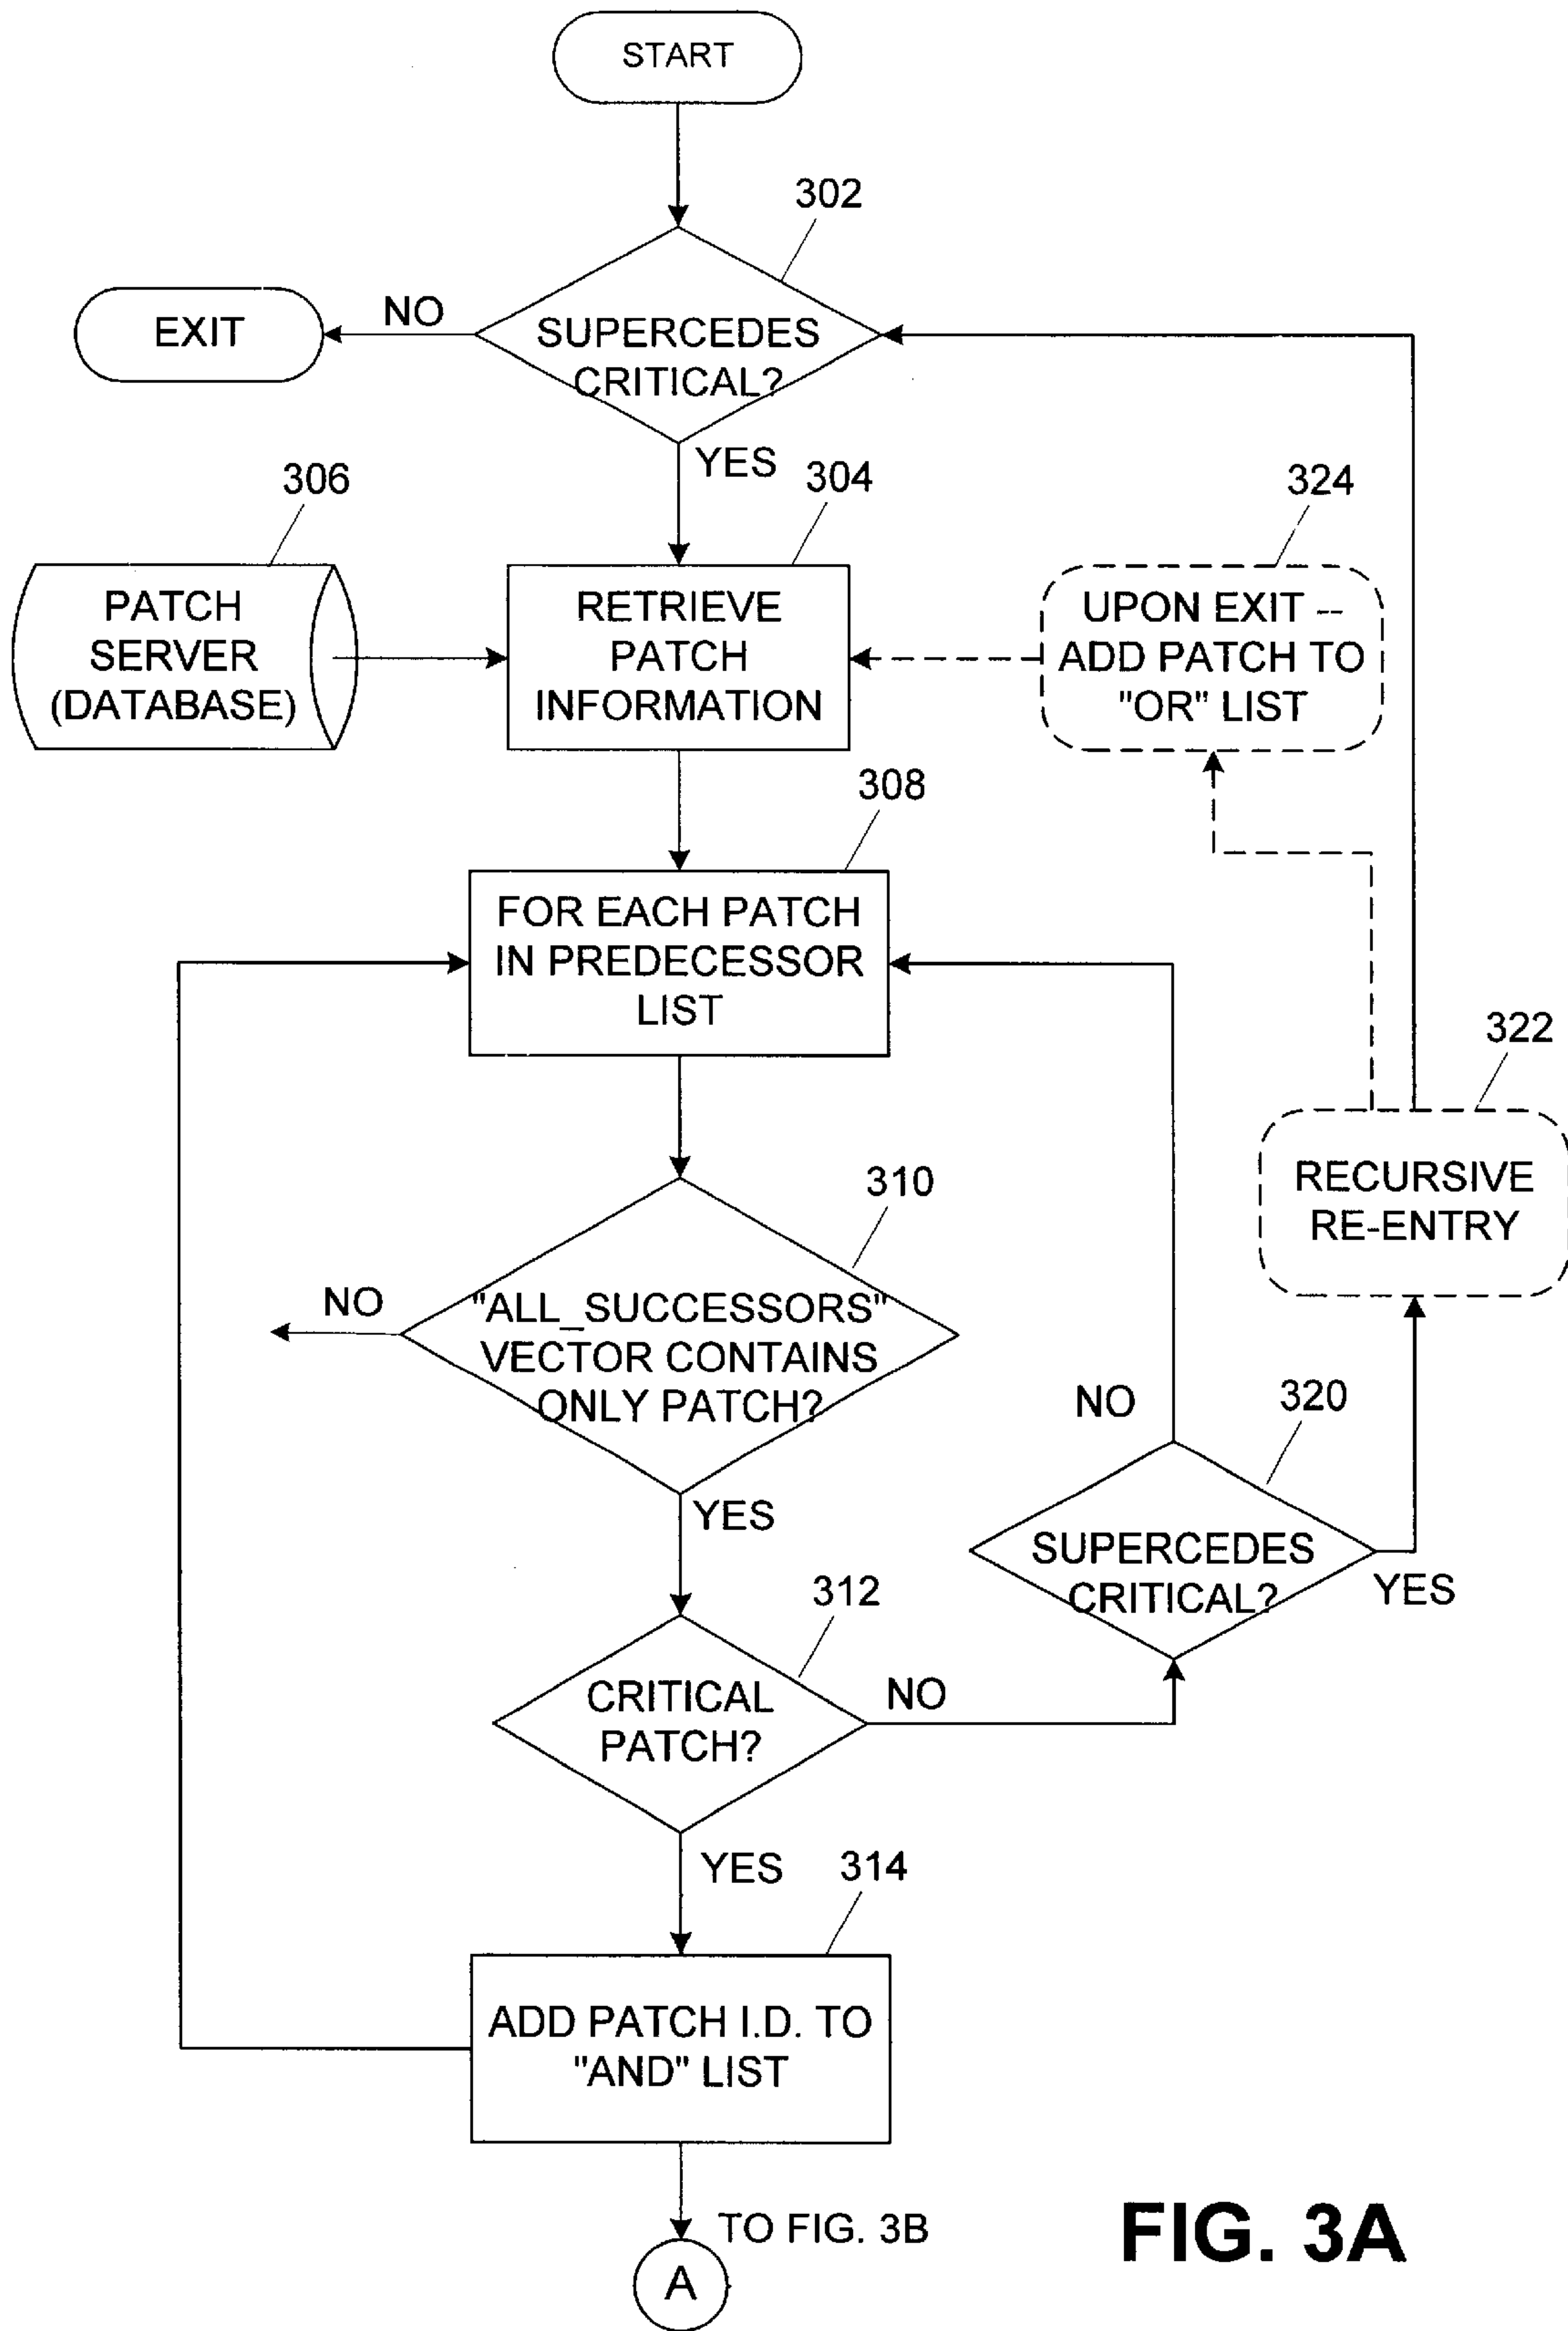 START
302
SUPERCEDES
CRITICAL?
NO
EXIT
YES
306
304
324
PATCH
SERVER
(DATABASE)
RETRIEVE
PATCH
INFORMATION
UPON EXIT --
ADD PATCH TO
"OR" LIST
308
FOR EACH PATCH
IN PREDECESSOR
LIST
322
RECURSIVE
RE-ENTRY
310
NO
"ALL_SUCCESSORS"
VECTOR CONTAINS
ONLY PATCH?
YES
NO
320
SUPERCEDES
CRITICAL?
YES
312
CRITICAL
PATCH?
NO
YES
314
ADD PATCH I.D. TO
"AND" LIST
TO FIG. 3B
A
FIG. 3A